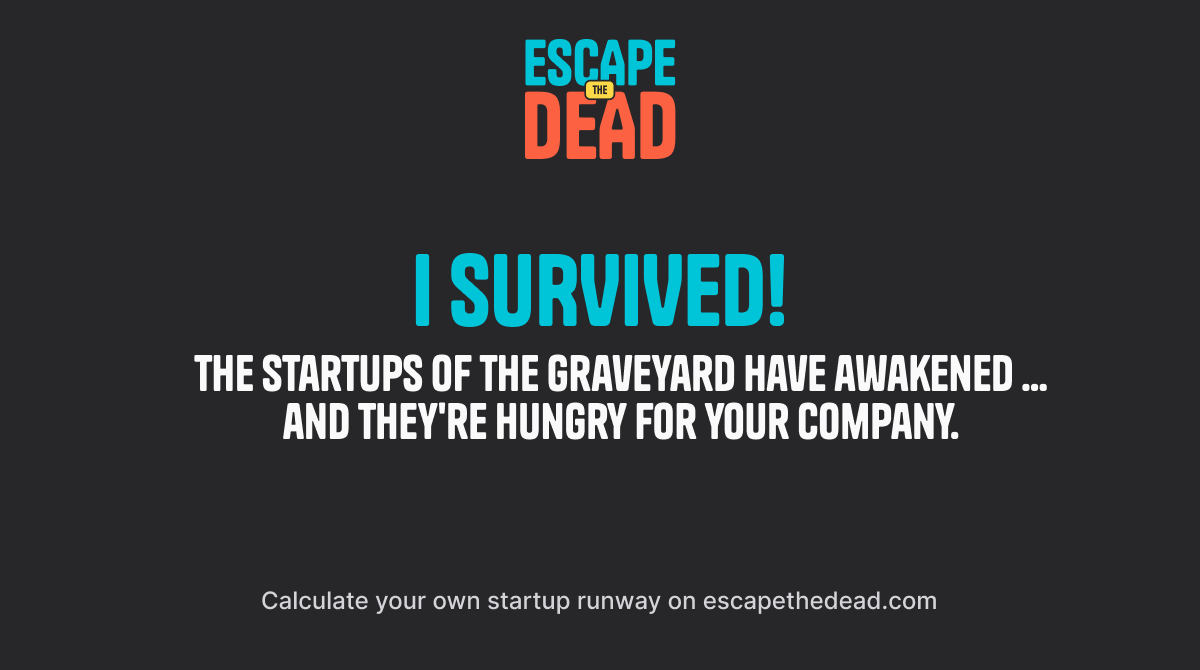 ESCAPE
THE
DEAD
I SURVIVED!
THE STARTUPS OF THE GRAVEYARD HAVE AWAKENED ...
AND THEY'RE HUNGRY FOR YOUR COMPANY.
Calculate your own startup runway on escapethedead.com